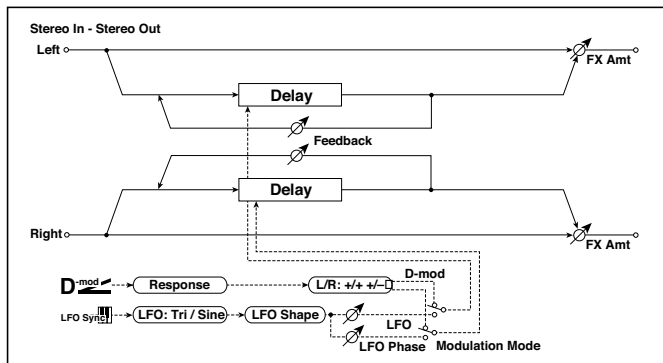 Stereo In - Stereo Out
Left
FX Amt
Delay
Feedback
Delay
Right
FX Amt
D-mod
Response
L/R: +/+ +/–
D-mod
LFO Sync
LFO: Tri / Sine
LFO Shape
LFO
LFO Phase
Modulation Mode